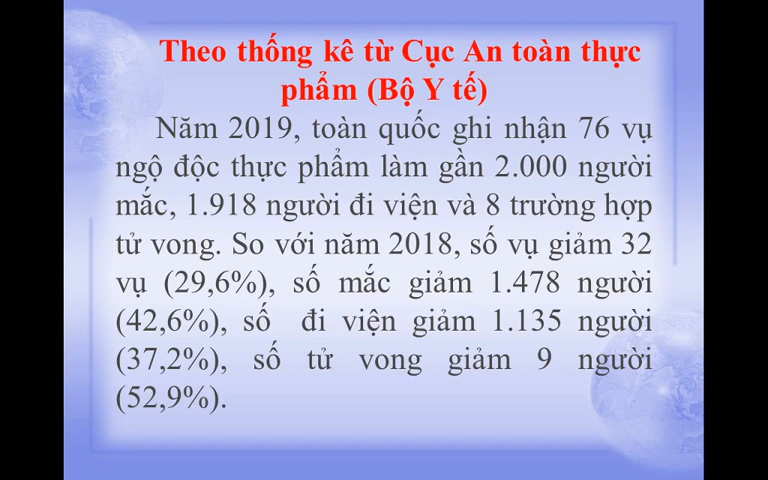 Theo thống kê từ Cục An toàn thực
phẩm (Bộ Y tế)
Năm 2019, toàn quốc ghi nhận 76 vụ
ngộ độc thực phẩm làm gần 2.000 người
mắc, 1.918 người đi viện và 8 trường hợp
tử vong. So với năm 2018, số vụ giảm 32
vụ (29,6%), số mắc giảm 1.478 người
(42,6%), số đi viện giảm 1.135 người
(37,2%), số tử vong giảm 9 người
(52,9%).